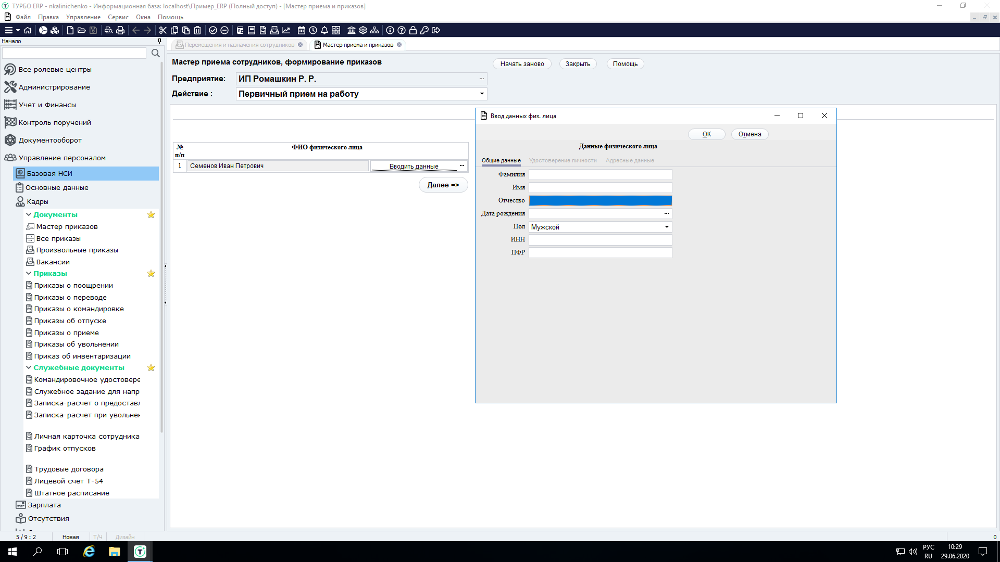 ТУРБО ERP - nkalinichenko - Информационная база: localhost\Пример_ERP (Полный доступ) - [Мастер приема и приказов]
Файл Правка Управление Сервис Окна Помощь
Начало
Перемещения и назначения сотрудников
Мастер приема и приказов
Мастер приема сотрудников, формирование приказов
Начать заново
Закрыть
Помощь
Предприятие: ИП Ромашкин Р. Р.
Действие : Первичный прием на работу
Все ролевые центры
Администрирование
Учет и Финансы
Контроль поручений
Документооборот
Управление персоналом
Базовая НСИ
Основные данные
Кадры
Документы
Мастер приказов
Все приказы
Произвольные приказы
Вакансии
Приказы
Приказы о поощрении
Приказы о переводе
Приказы о командировке
Приказы об отпуске
Приказы о приеме
Приказы об увольнении
Приказ об инвентаризации
Служебные документы
Командировочное удостовере
Служебное задание для напр
Записка-расчет о предостав
Записка-расчет при увольне
Личная карточка сотрудника
График отпусков
Трудовые договора
Лицевой счет Т-54
Штатное расписание
Зарплата
Отсутствия
№ п/п
ФИО физического лица
1 Семенов Иван Петрович Вводить данные ...
Далее =>
Ввод данных физ. лица
ОК
Отмена
Данные физического лица
Общие данные Удостоверение личности Адресные данные
Фамилия
Имя
Отчество
Дата рождения ...
Пол Мужской
ИНН
ПФР
5 / 9 : 2 Новая Т/Ч Дизайн 0
РУС
RU
10:29
29.06.2020